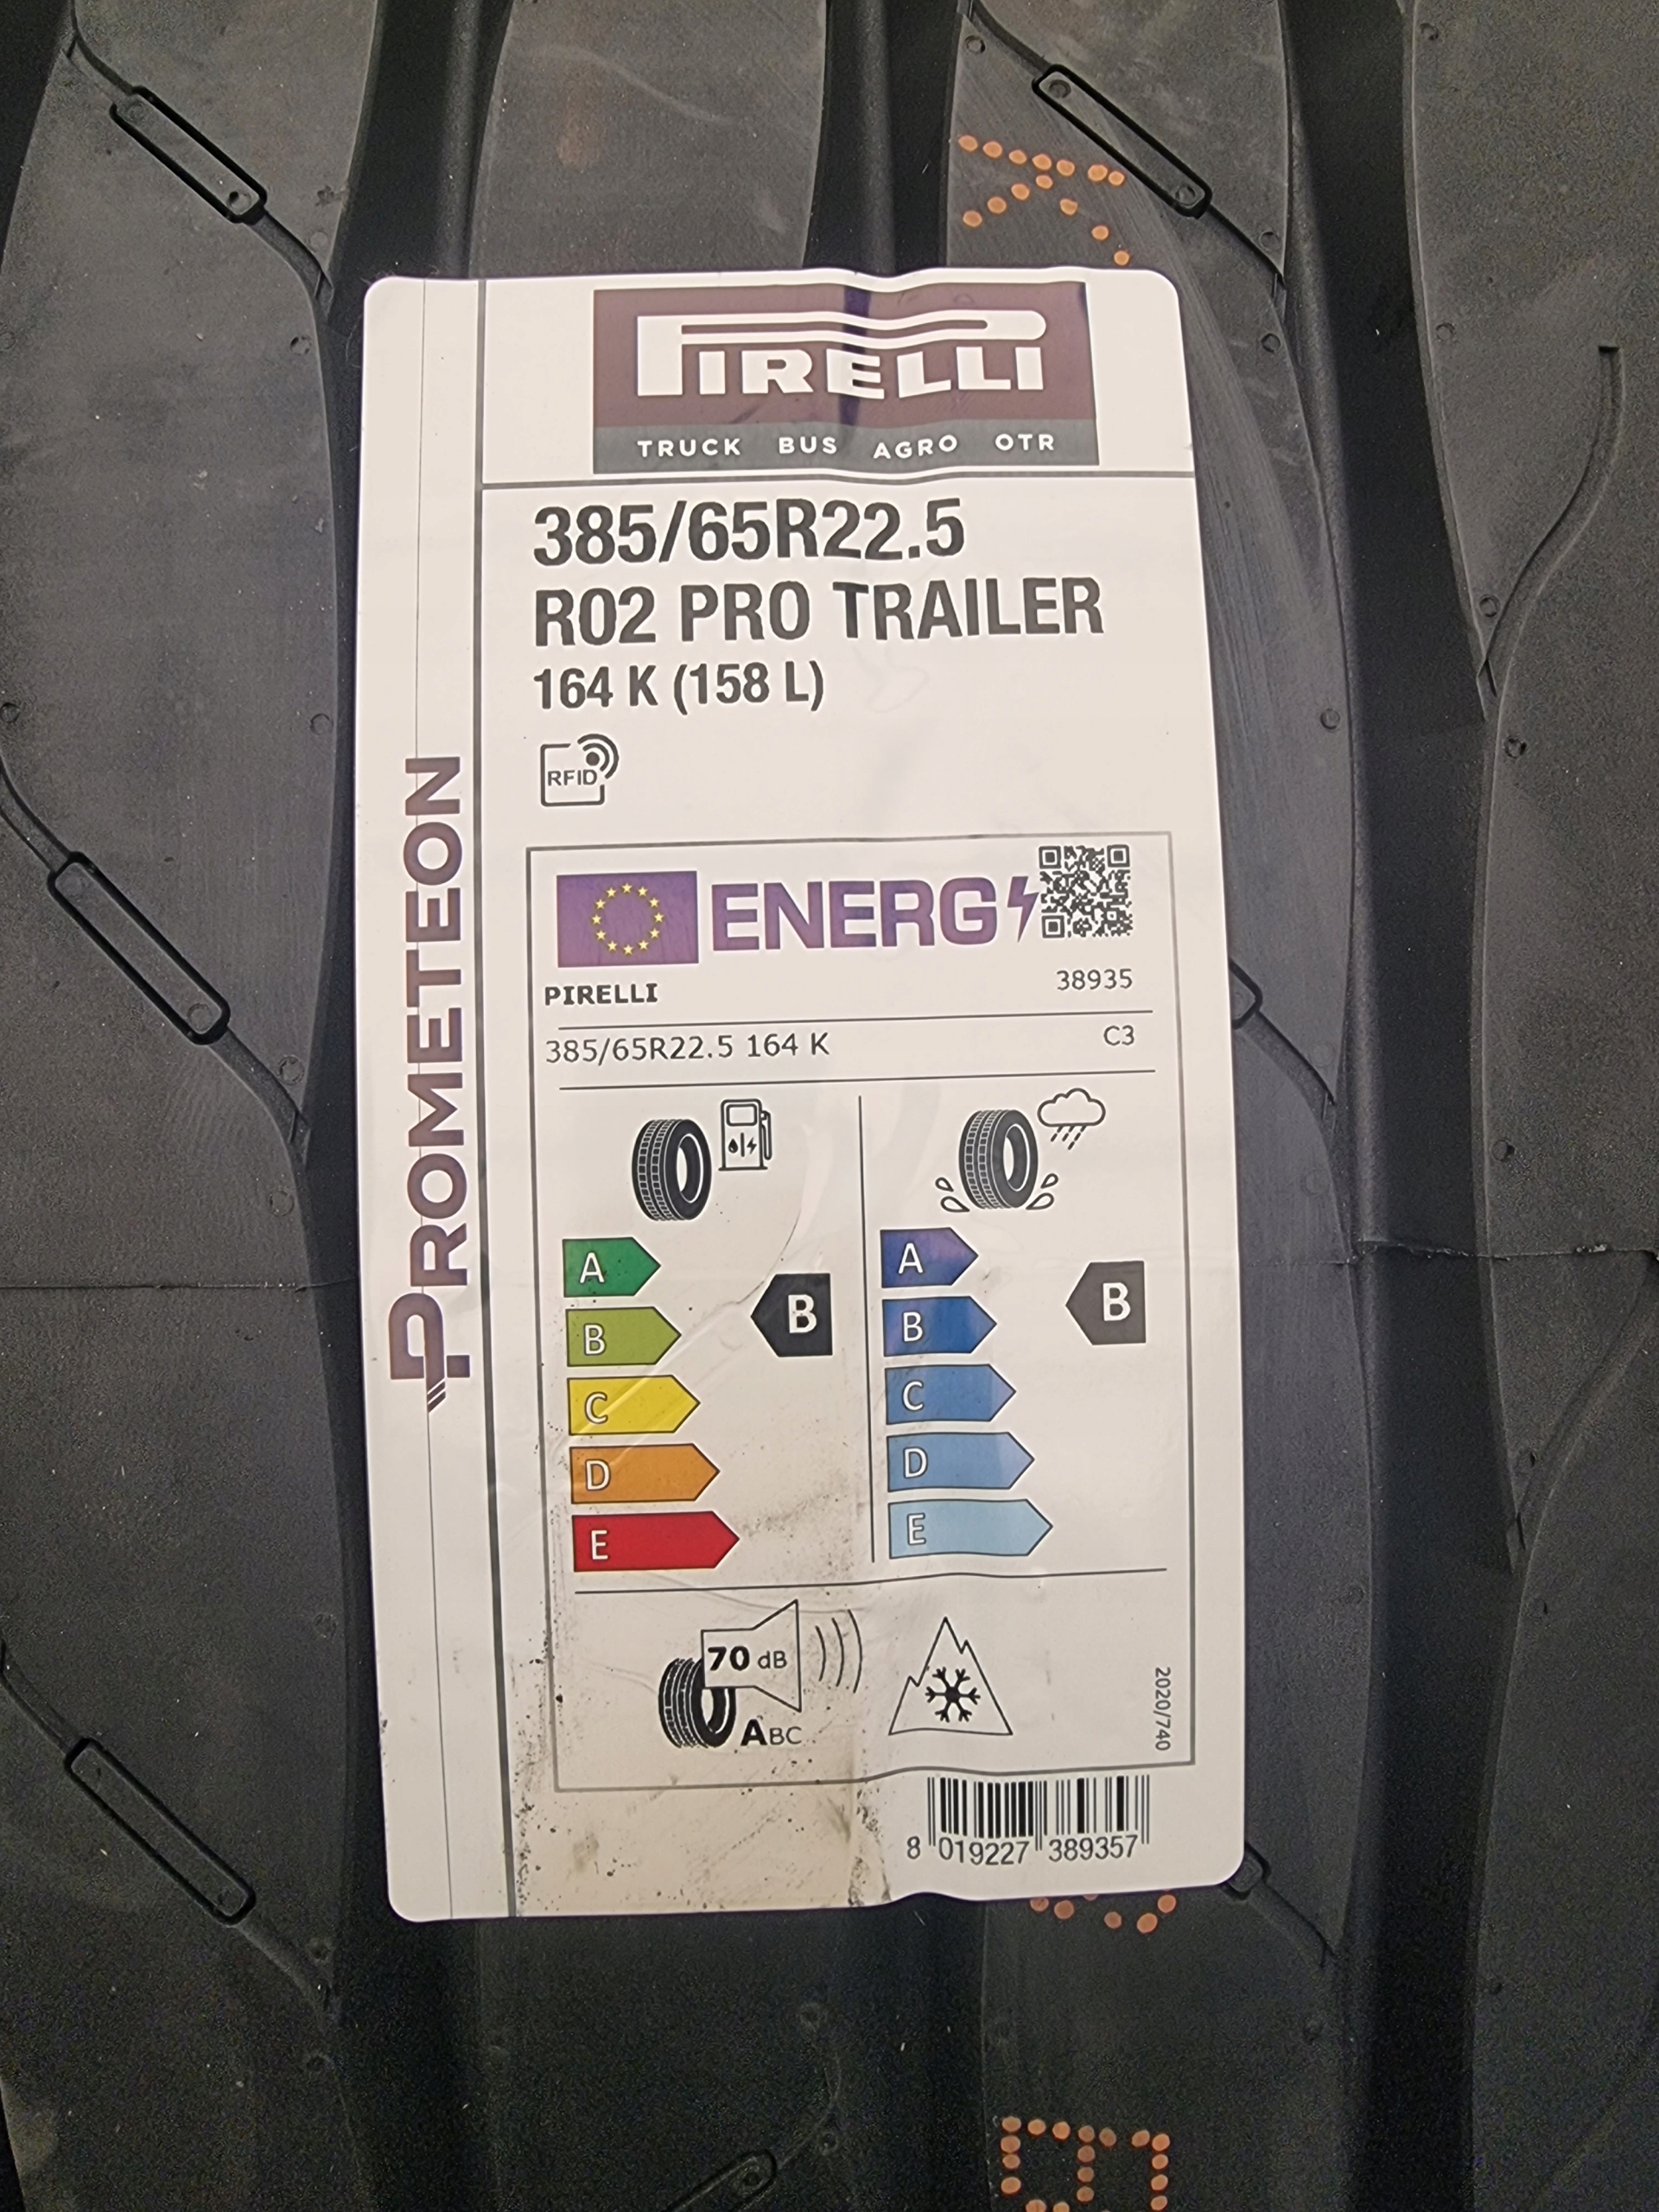 PIRELLI
TRUCK BUS AGRO OTR
385/65R22.5
R02 PRO TRAILER
164 K (158 L)
RFID
PROMETEON
ENERG
PIRELLI 38935
385/65R22.5 164 K C3
A
B
C
D
E
B
A
B
C
D
E
B
70 dB
ABC
2020/740
8 019227 389357